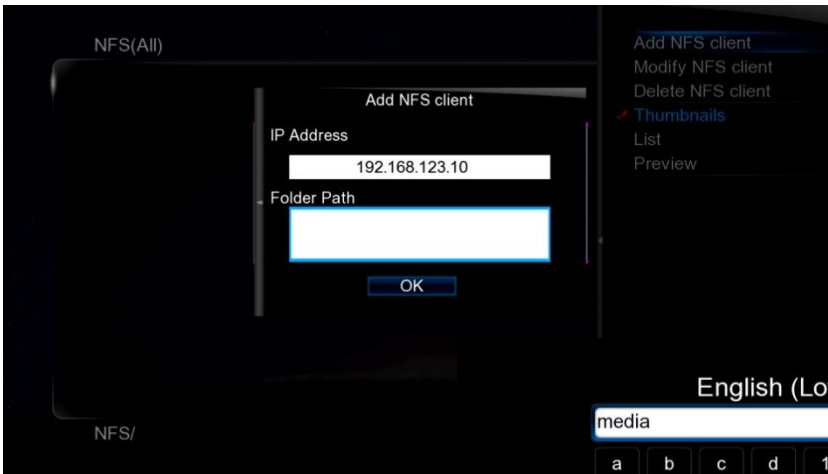 NFS(All)
Add NFS client
Modify NFS client
Delete NFS client
Thumbnails
List
Preview
Add NFS client
IP Address
192.168.123.10
Folder Path
OK
NFS/
English (Lo
media
a b c d 1